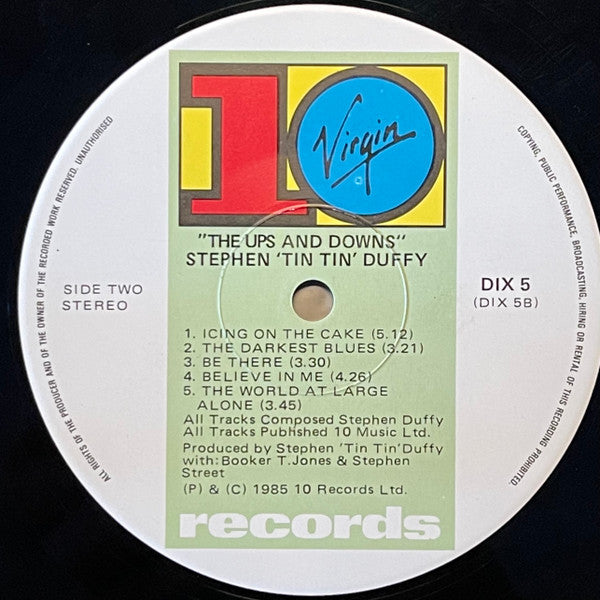 10
Virgin
"THE UPS AND DOWNS"
STEPHEN 'TIN TIN' DUFFY
SIDE TWO
STEREO
DIX 5
(DIX 5B)
1. ICING ON THE CAKE (5.12)
2. THE DARKEST BLUES (3.21)
3. BE THERE (3.30)
4. BELIEVE IN ME (4.26)
5. THE WORLD AT LARGE
ALONE (3.45)
All Tracks Composed Stephen Duffy
All Tracks Published 10 Music Ltd.
Produced by Stephen 'Tin Tin' Duffy
with: Booker T. Jones & Stephen
Street
(P) & (C) 1985 10 Records Ltd.
records
ALL RIGHTS OF THE PRODUCER AND OF THE OWNER OF THE RECORDED WORK RESERVED. UNAUTHORISED
COPYING, PUBLIC PERFORMANCE, BROADCASTING, HIRING OR RENTAL OF THIS RECORDING PROHIBITED.